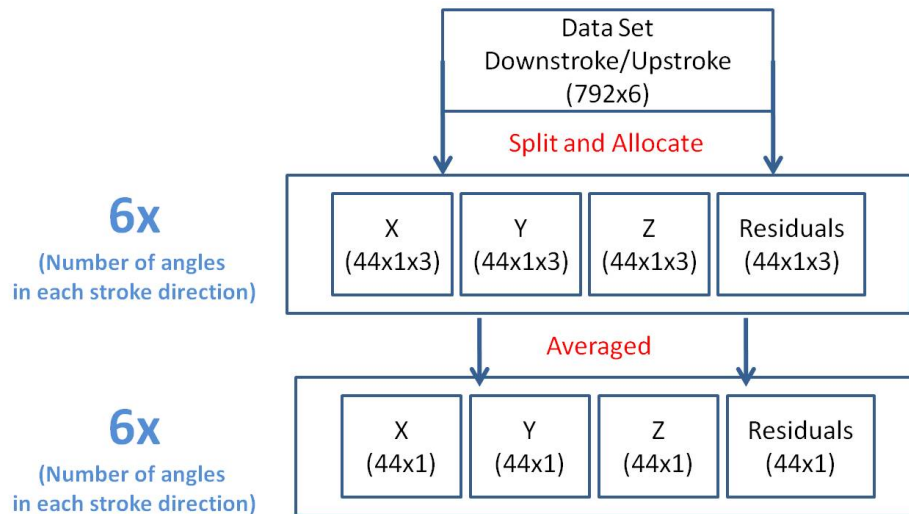 Data Set
Downstroke/Upstroke
(792x6)
Split and Allocate
6x
(Number of angles
in each stroke direction)
X
(44x1x3)
Y
(44x1x3)
Z
(44x1x3)
Residuals
(44x1x3)
Averaged
6x
(Number of angles
in each stroke direction)
X
(44x1)
Y
(44x1)
Z
(44x1)
Residuals
(44x1)